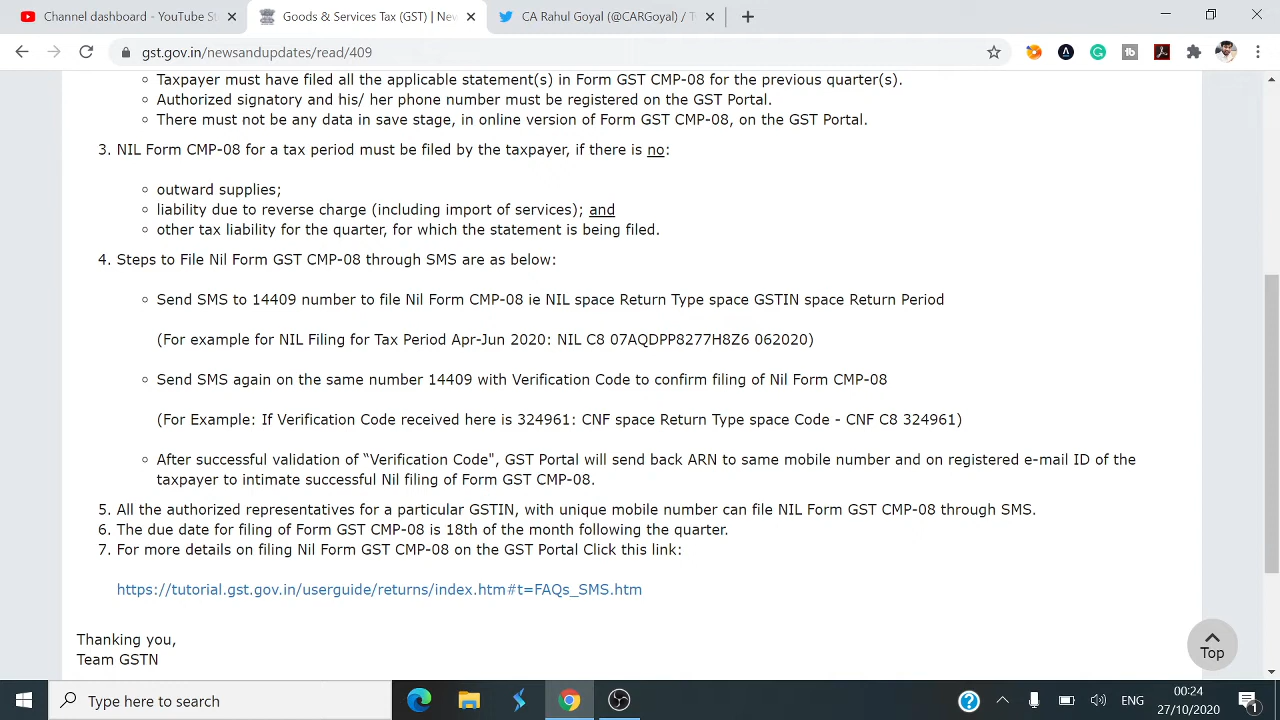 Channel dashboard - YouTube St
Goods & Services Tax (GST) | Nev
CA Rahul Goyal (@CARGoyal) / T
gst.gov.in/newsandupdates/read/409
Taxpayer must have filed all the applicable statement(s) in Form GST CMP-08 for the previous quarter(s).
Authorized signatory and his/ her phone number must be registered on the GST Portal.
There must not be any data in save stage, in online version of Form GST CMP-08, on the GST Portal.
3. NIL Form CMP-08 for a tax period must be filed by the taxpayer, if there is no:
outward supplies;
liability due to reverse charge (including import of services); and
other tax liability for the quarter, for which the statement is being filed.
4. Steps to File Nil Form GST CMP-08 through SMS are as below:
Send SMS to 14409 number to file Nil Form CMP-08 ie NIL space Return Type space GSTIN space Return Period
(For example for NIL Filing for Tax Period Apr-Jun 2020: NIL C8 07AQDPP8277H8Z6 062020)
Send SMS again on the same number 14409 with Verification Code to confirm filing of Nil Form CMP-08
(For Example: If Verification Code received here is 324961: CNF space Return Type space Code - CNF C8 324961)
After successful validation of “Verification Code", GST Portal will send back ARN to same mobile number and on registered e-mail ID of the
taxpayer to intimate successful Nil filing of Form GST CMP-08.
5. All the authorized representatives for a particular GSTIN, with unique mobile number can file NIL Form GST CMP-08 through SMS.
6. The due date for filing of Form GST CMP-08 is 18th of the month following the quarter.
7. For more details on filing Nil Form GST CMP-08 on the GST Portal Click this link:
https://tutorial.gst.gov.in/userguide/returns/index.htm#t=FAQs_SMS.htm
Thanking you,
Team GSTN
Top
Type here to search
ENG
00:24
27/10/2020
1